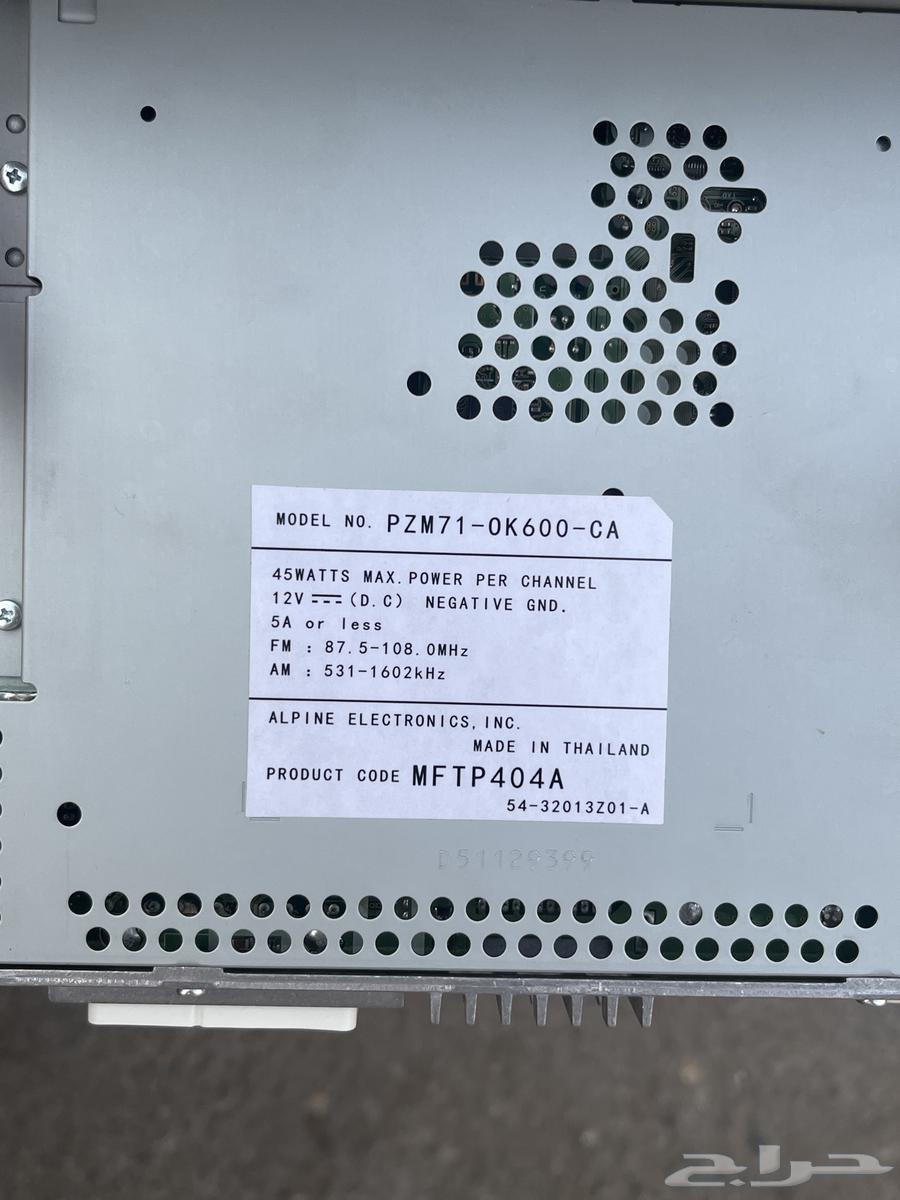 MODEL NO. PZM71-0K600-CA
45WATTS MAX. POWER PER CHANNEL
12V ⎓ (D.C) NEGATIVE GND.
5A or less
FM : 87.5-108.0MHz
AM : 531-1602kHz
ALPINE ELECTRONICS, INC.
MADE IN THAILAND
PRODUCT CODE MFTP404A
54-32013Z01-A
D51129399
حراج